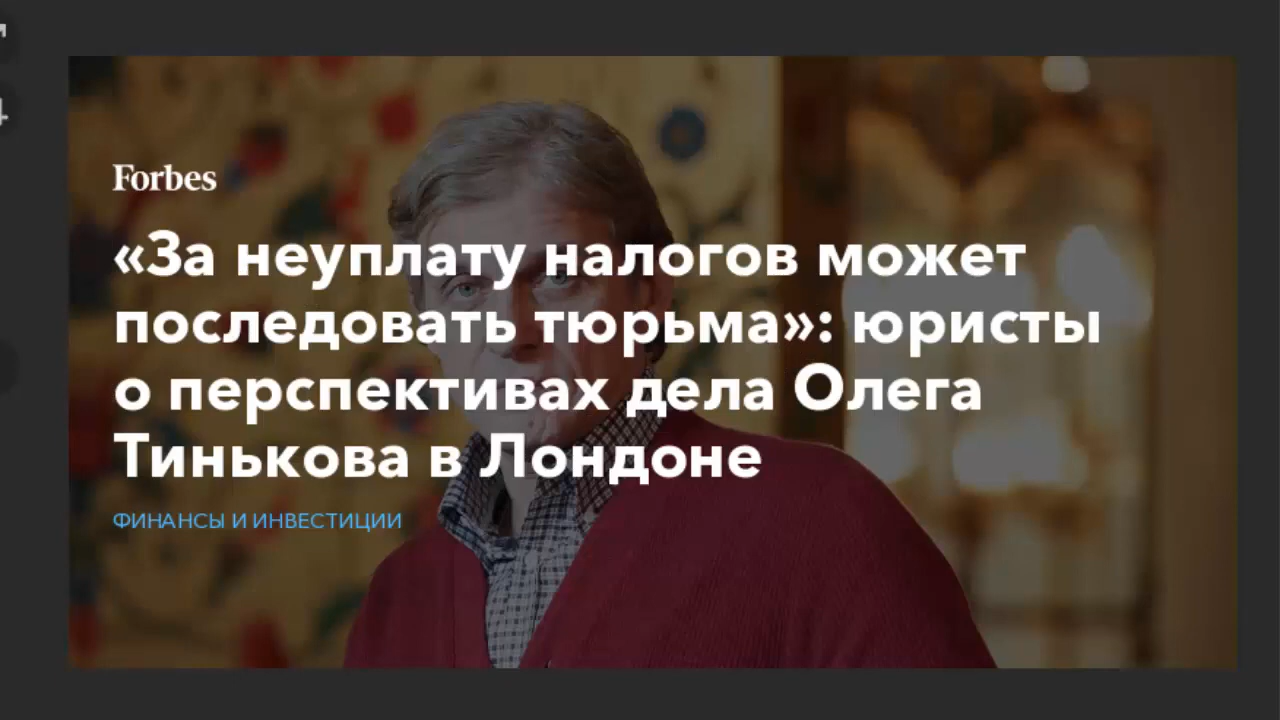 Forbes
«За неуплату налогов может
последовать тюрьма»: юристы
о перспективах дела Олега
Тинькова в Лондоне
ФИНАНСЫ И ИНВЕСТИЦИИ